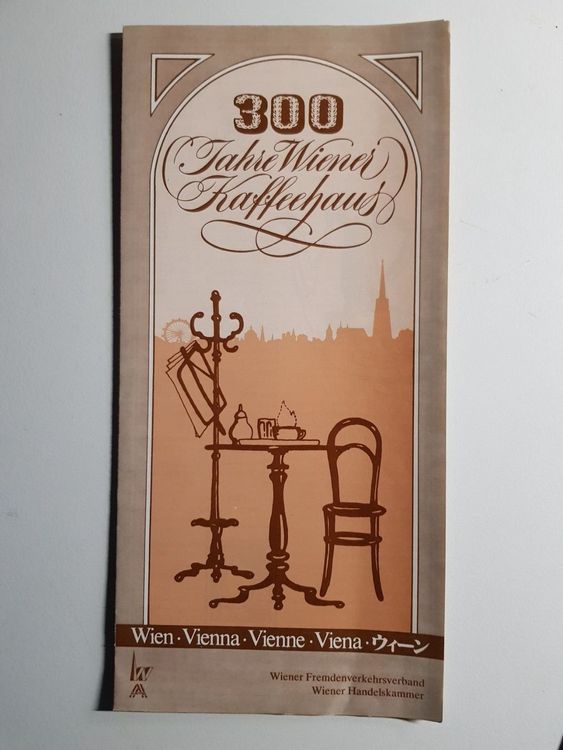 300
Jahre Wiener
Kaffeehaus
Wien · Vienna · Vienne · Viena · ウィーン
W
Wiener Fremdenverkehrsverband
Wiener Handelskammer